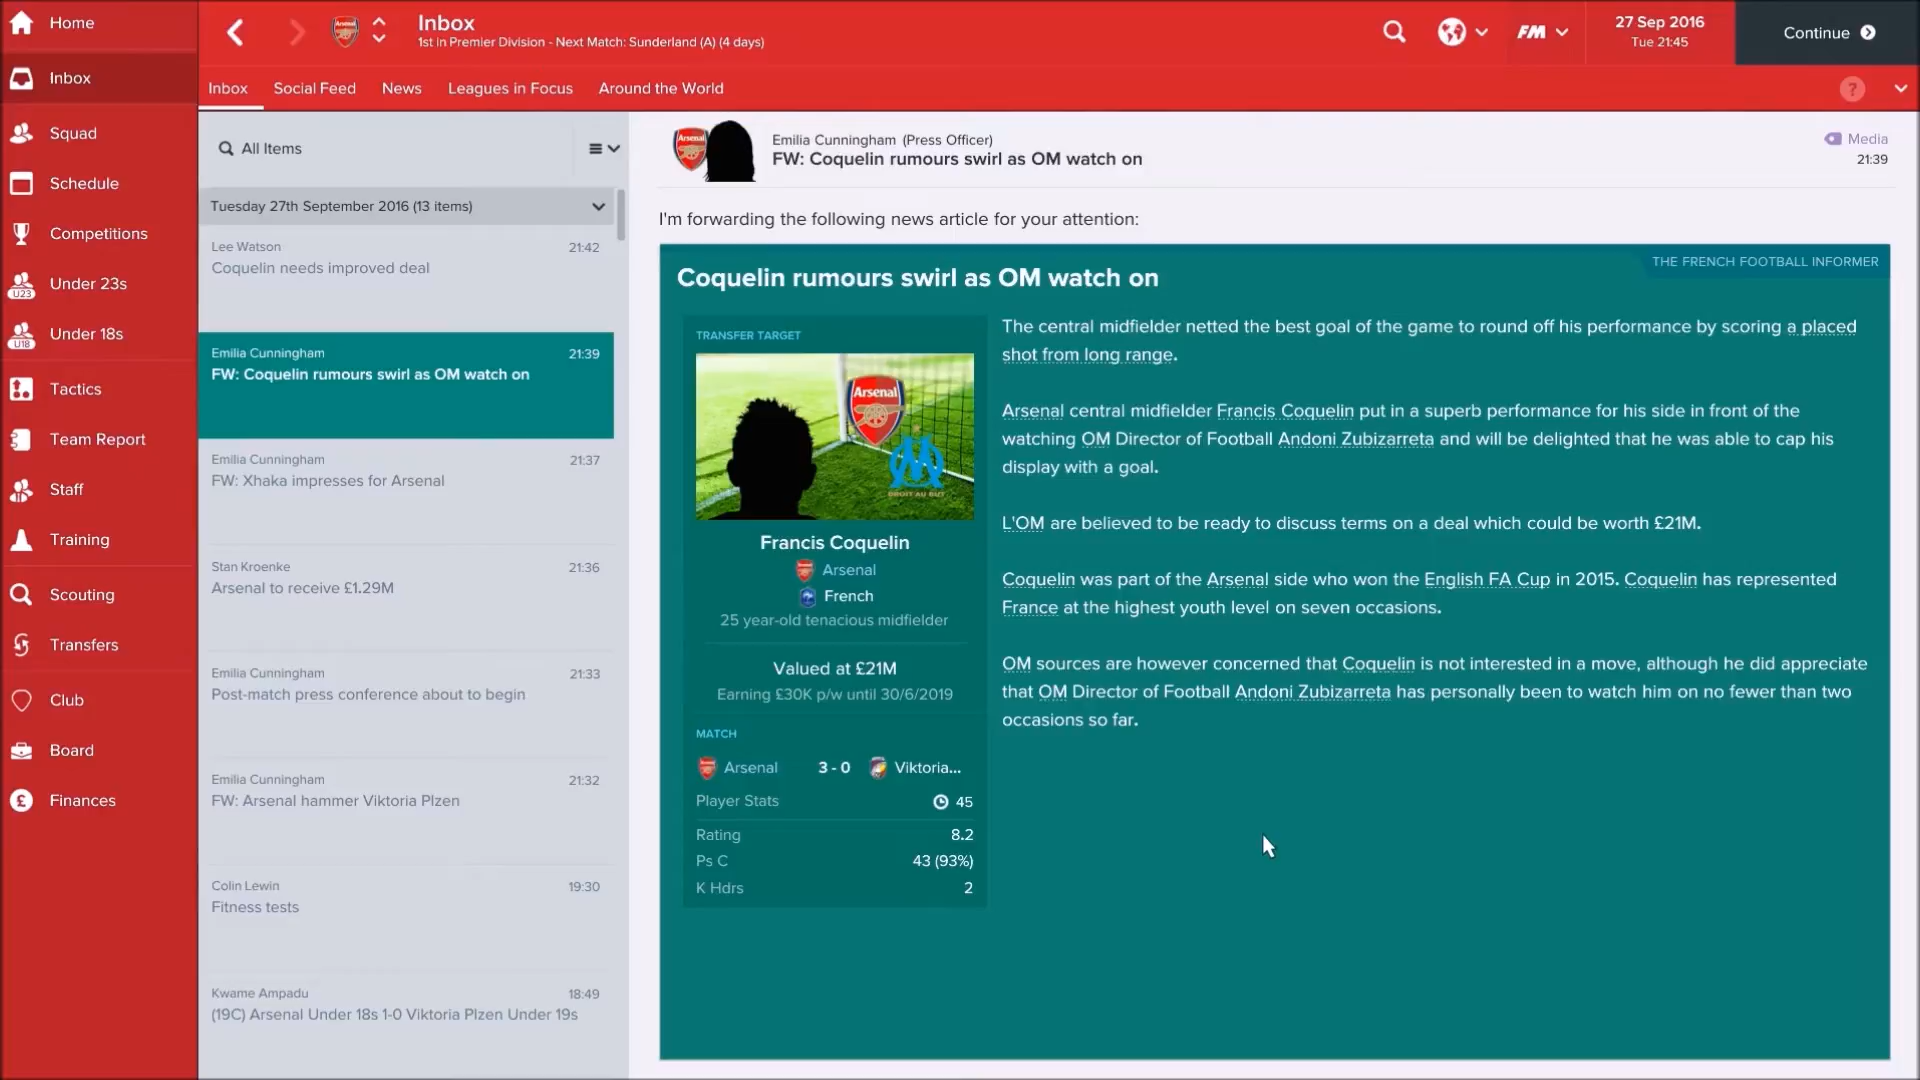 Home
Inbox
Squad
Schedule
Competitions
Under 23s
U23
Under 18s
U18
Tactics
Team Report
Staff
Training
Scouting
Transfers
Club
Board
Finances
Arsenal
Inbox
1st in Premier Division - Next Match: Sunderland (A) (4 days)
FM
27 Sep 2016
Tue 21:45
Continue
Inbox Social Feed News Leagues in Focus Around the World
?
All Items
Tuesday 27th September 2016 (13 items)
Lee Watson 21:42
Coquelin needs improved deal
Emilia Cunningham 21:39
FW: Coquelin rumours swirl as OM watch on
Emilia Cunningham 21:37
FW: Xhaka impresses for Arsenal
Stan Kroenke 21:36
Arsenal to receive £1.29M
Emilia Cunningham 21:33
Post-match press conference about to begin
Emilia Cunningham 21:32
FW: Arsenal hammer Viktoria Plzen
Colin Lewin 19:30
Fitness tests
Kwame Ampadu 18:49
(19C) Arsenal Under 18s 1-0 Viktoria Plzen Under 19s
Arsenal
Emilia Cunningham (Press Officer)
FW: Coquelin rumours swirl as OM watch on
Media
21:39
I'm forwarding the following news article for your attention:
THE FRENCH FOOTBALL INFORMER
Coquelin rumours swirl as OM watch on
TRANSFER TARGET
Arsenal
DROIT AU BUT
Francis Coquelin
Arsenal
French
25 year-old tenacious midfielder
Valued at £21M
Earning £30K p/w until 30/6/2019
MATCH
Arsenal 3 - 0 Viktoria...
Player Stats 45
Rating 8.2
Ps C 43 (93%)
K Hdrs 2
The central midfielder netted the best goal of the game to round off his performance by scoring a placed
shot from long range.
Arsenal central midfielder Francis Coquelin put in a superb performance for his side in front of the
watching OM Director of Football Andoni Zubizarreta and will be delighted that he was able to cap his
display with a goal.
L'OM are believed to be ready to discuss terms on a deal which could be worth £21M.
Coquelin was part of the Arsenal side who won the English FA Cup in 2015. Coquelin has represented
France at the highest youth level on seven occasions.
OM sources are however concerned that Coquelin is not interested in a move, although he did appreciate
that OM Director of Football Andoni Zubizarreta has personally been to watch him on no fewer than two
occasions so far.